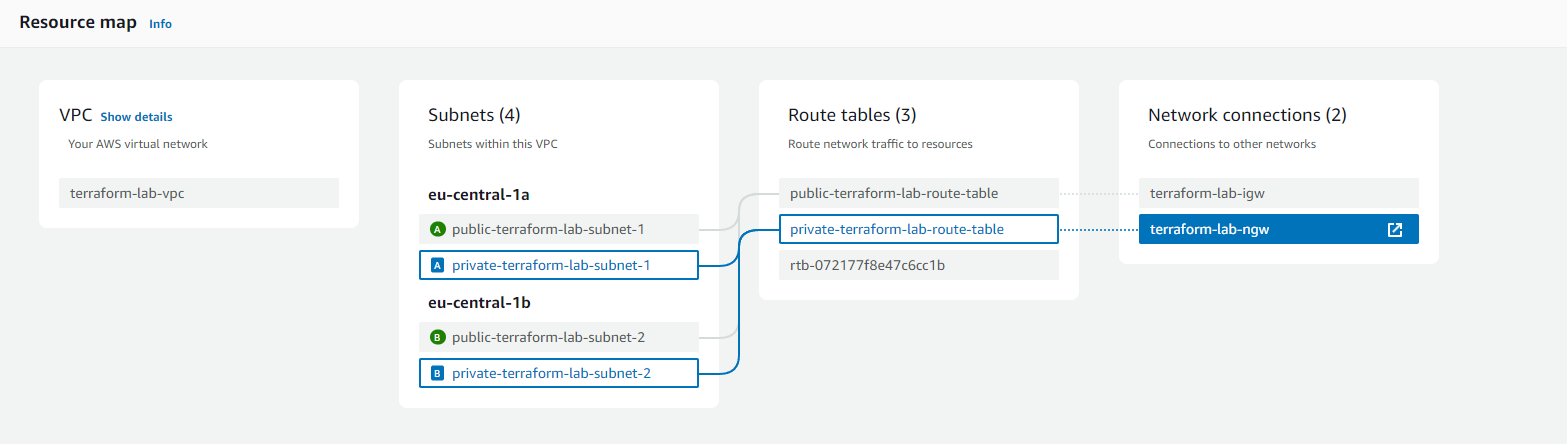 Resource map Info
VPC Show details
Your AWS virtual network
terraform-lab-vpc
Subnets (4)
Subnets within this VPC
eu-central-1a
A public-terraform-lab-subnet-1
A private-terraform-lab-subnet-1
eu-central-1b
B public-terraform-lab-subnet-2
B private-terraform-lab-subnet-2
Route tables (3)
Route network traffic to resources
public-terraform-lab-route-table
private-terraform-lab-route-table
rtb-072177f8e47c6cc1b
Network connections (2)
Connections to other networks
terraform-lab-igw
terraform-lab-ngw